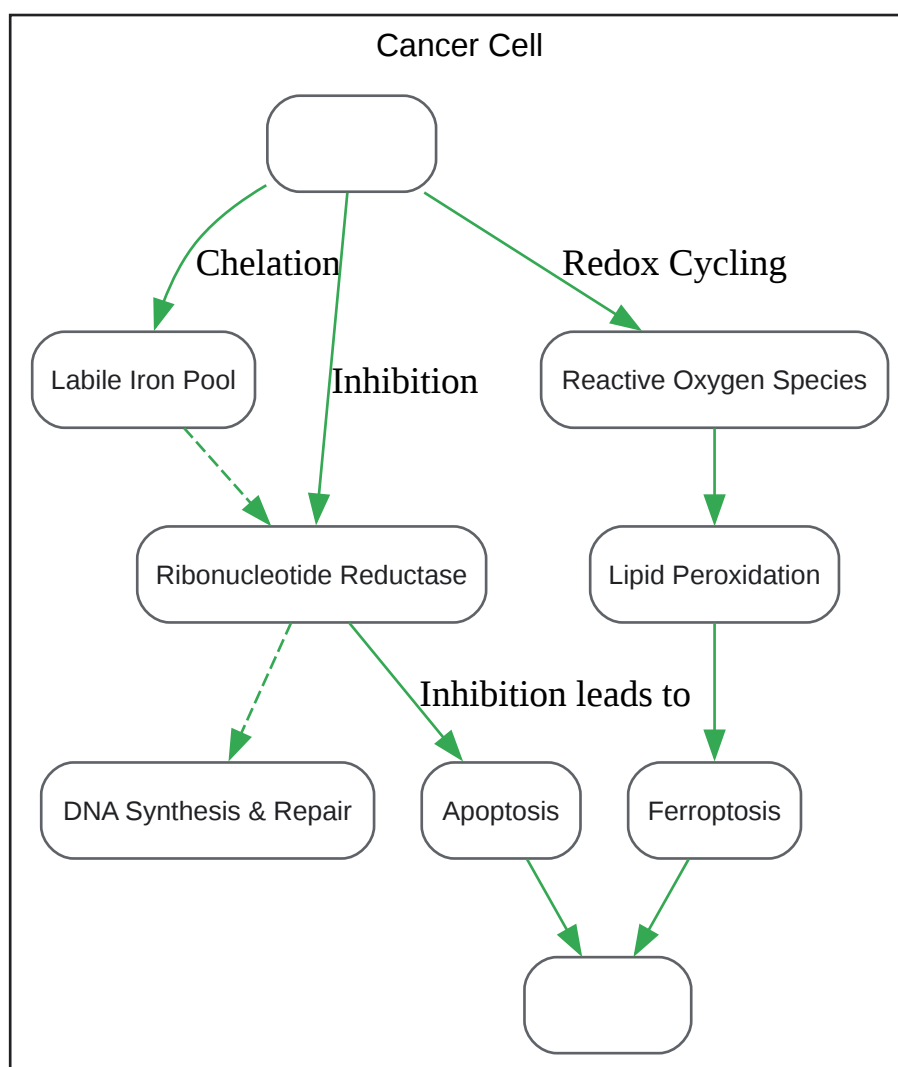 Cancer Cell
Chelation
Redox Cycling
Labile Iron Pool
Inhibition
Reactive Oxygen Species
Ribonucleotide Reductase
Lipid Peroxidation
Inhibition leads to
DNA Synthesis & Repair
Apoptosis
Ferroptosis